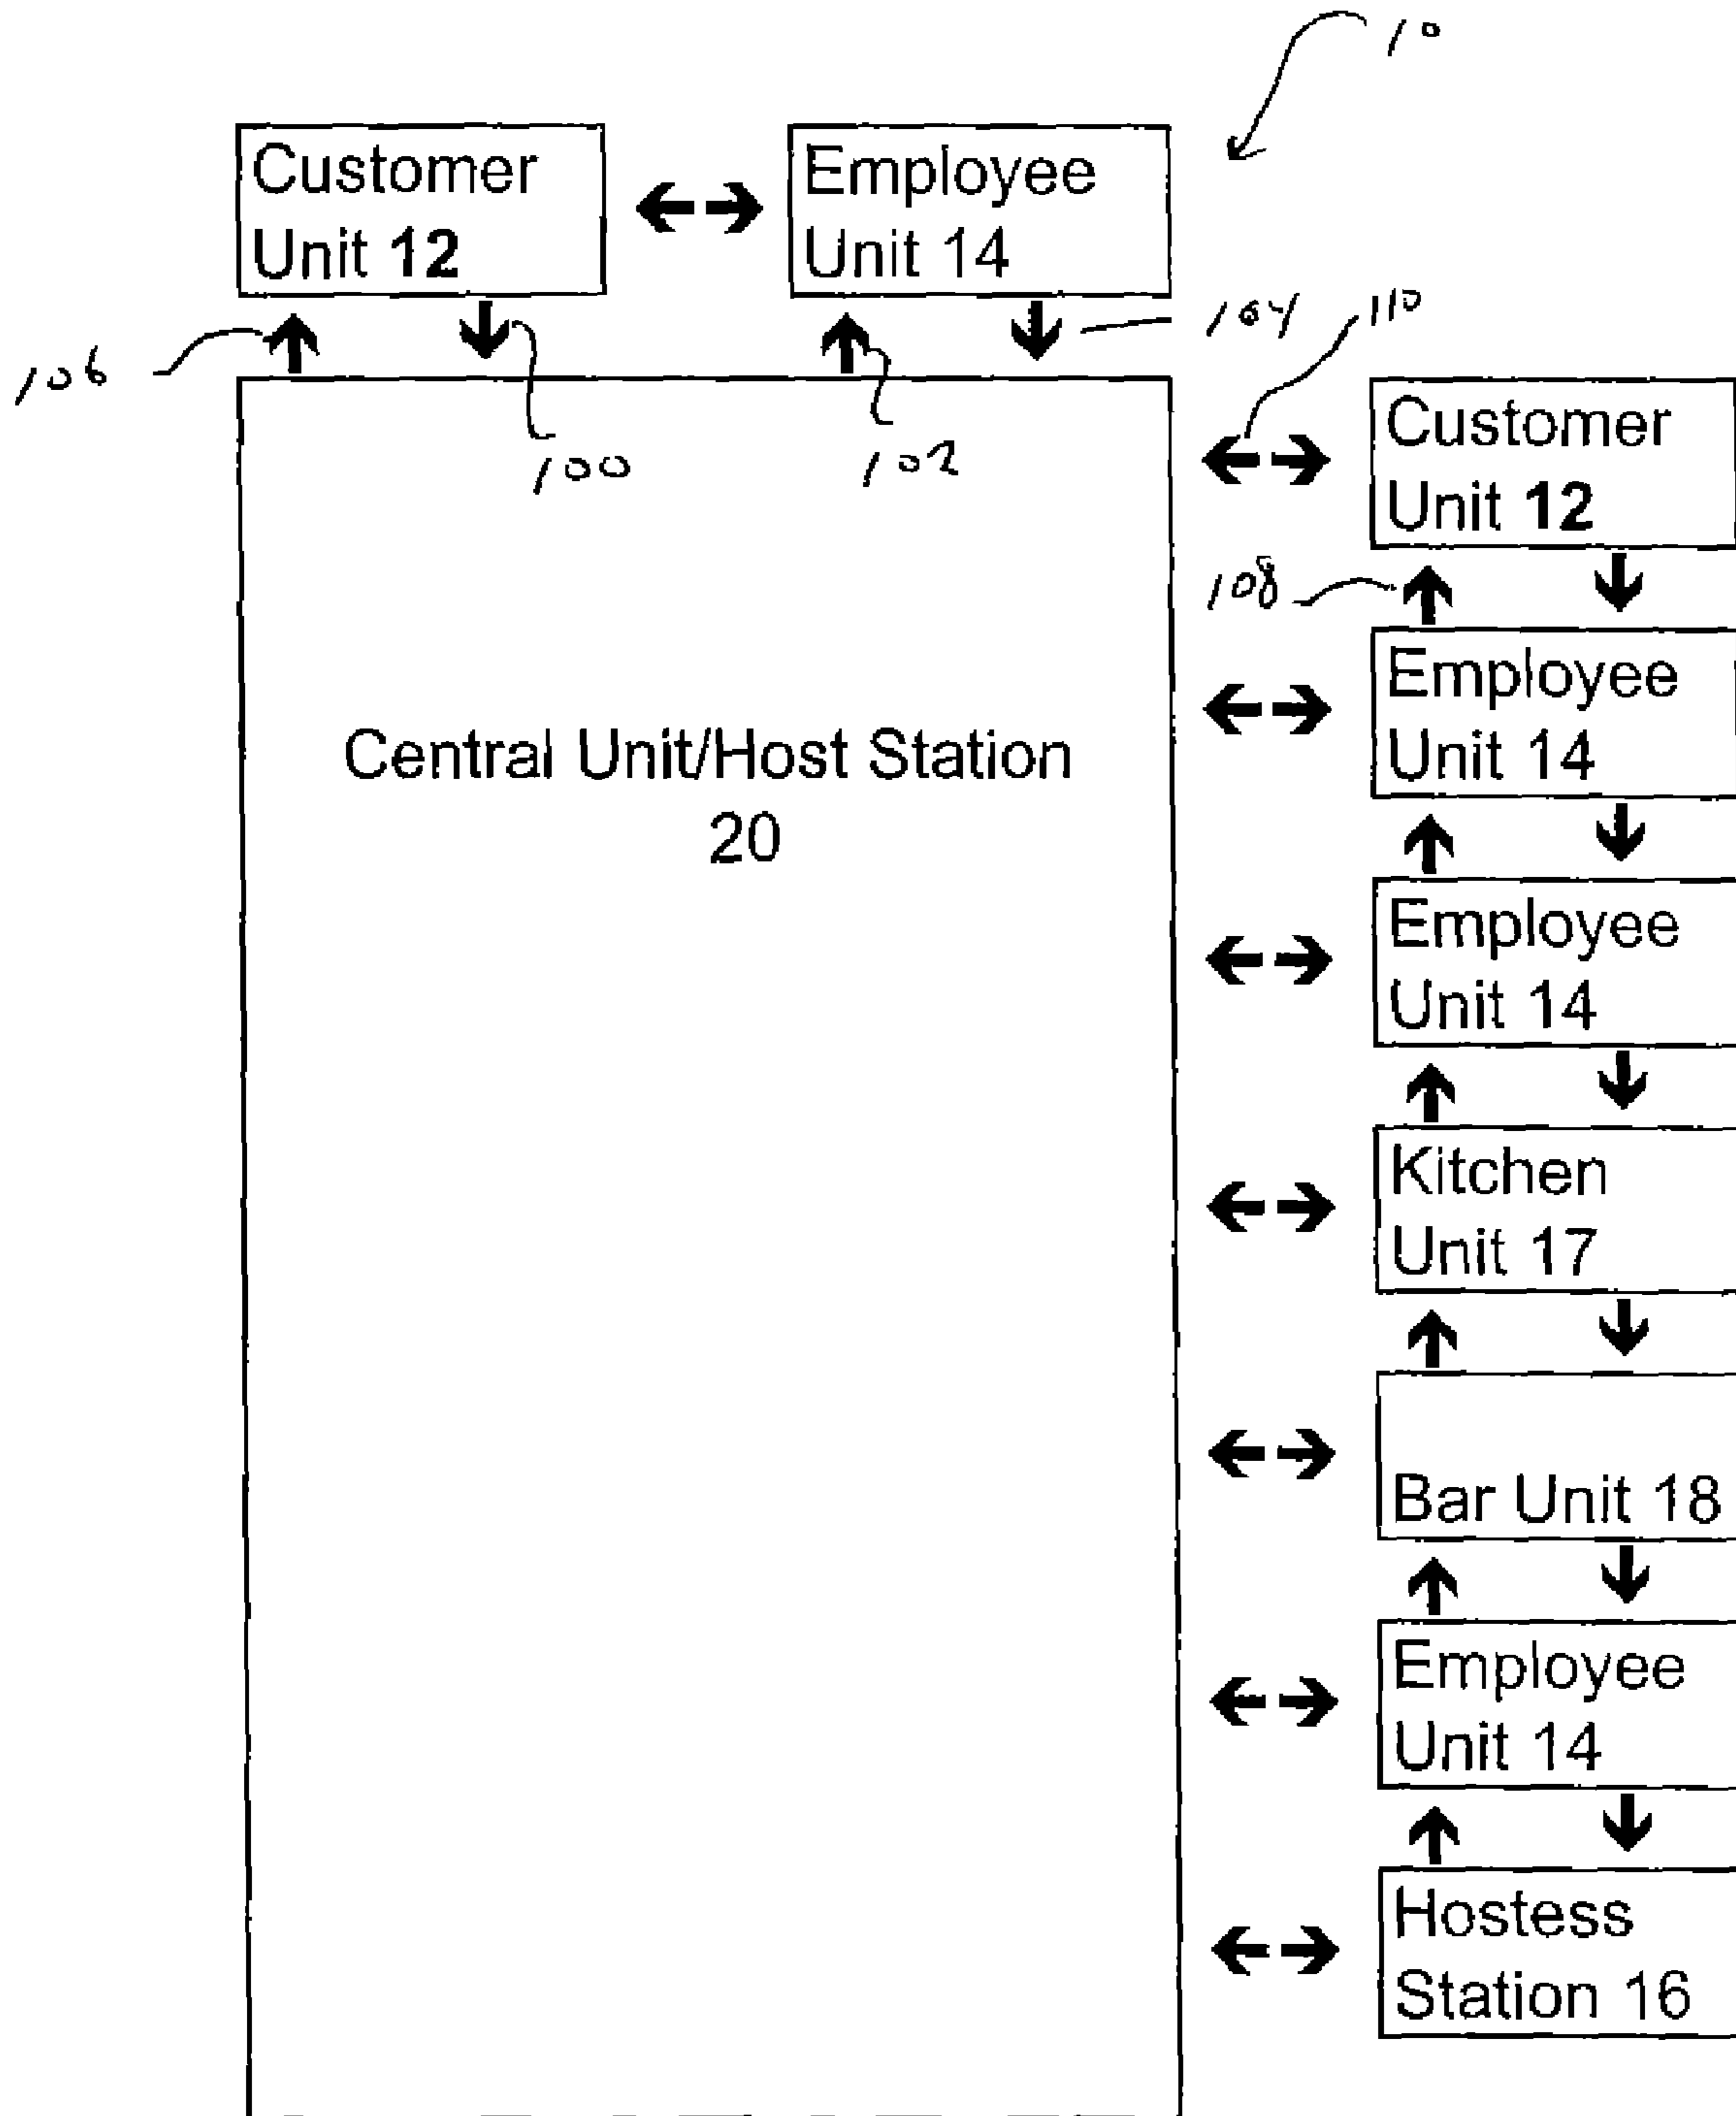 10
Customer
Unit 12
Employee
Unit 14
106
100
102
104
110
Customer
Unit 12
108
Employee
Unit 14
Central Unit/Host Station
20
Employee
Unit 14
Kitchen
Unit 17
Bar Unit 18
Employee
Unit 14
Hostess
Station 16